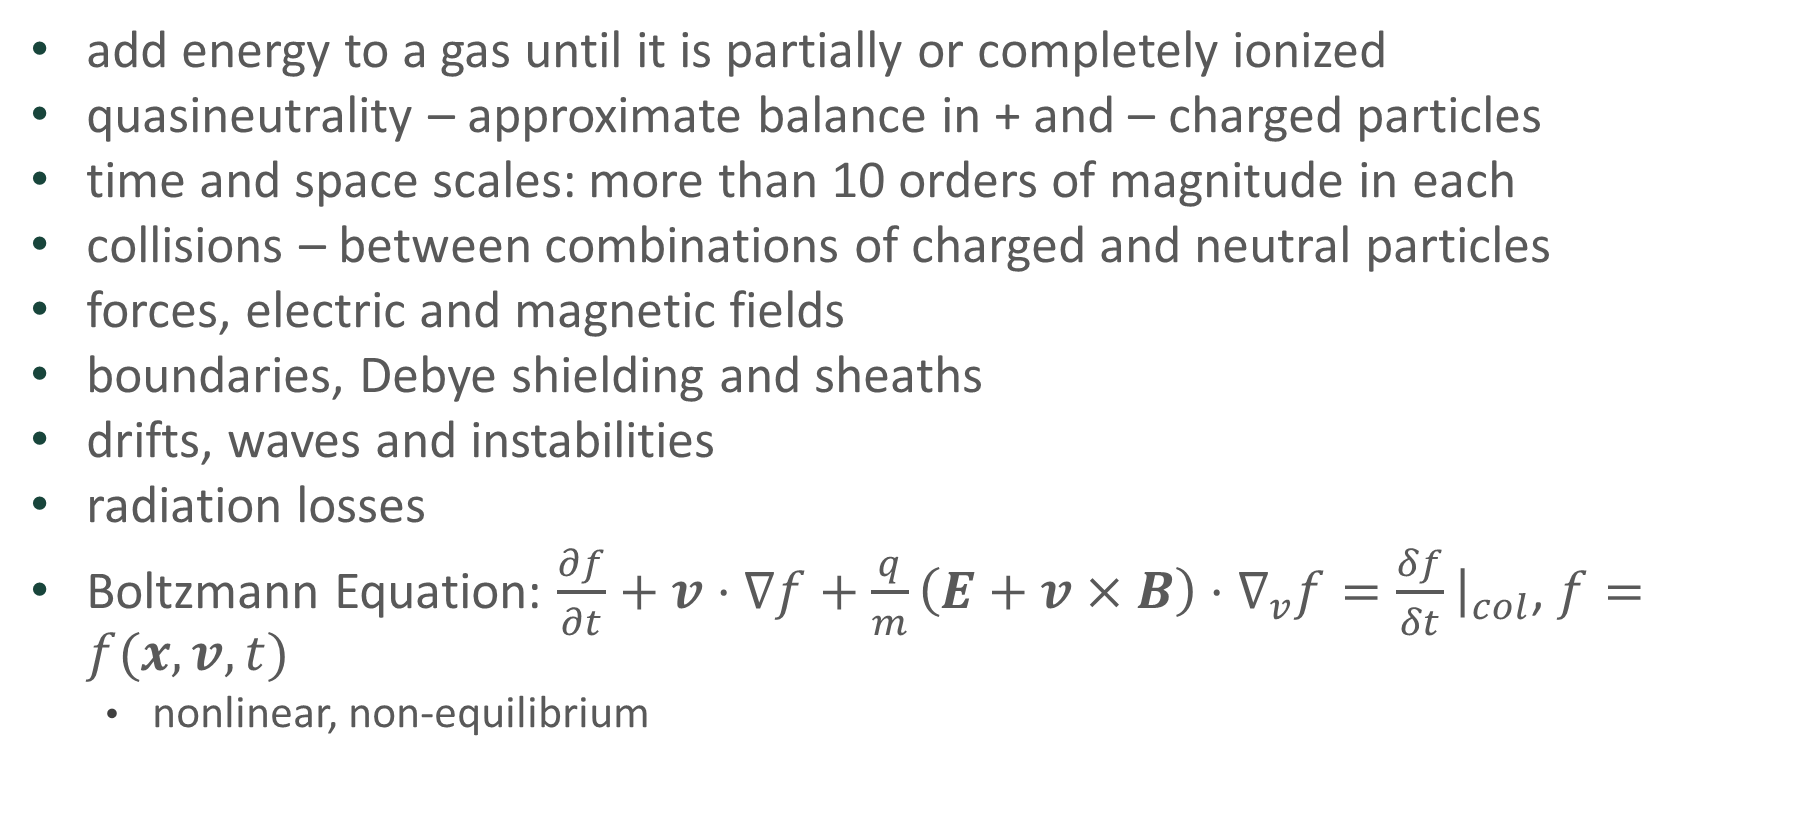 • add energy to a gas until it is partially or completely ionized
• quasineutrality – approximate balance in + and – charged particles
• time and space scales: more than 10 orders of magnitude in each
• collisions – between combinations of charged and neutral particles
• forces, electric and magnetic fields
• boundaries, Debye shielding and sheaths
• drifts, waves and instabilities
• radiation losses
• Boltzmann Equation: ∂f/∂t + 𝒗 · ∇f + q/m (𝑬 + 𝒗 × 𝑩) · ∇ᵥf = δf/δt |_col, f =
f(𝒙, 𝒗, t)
• nonlinear, non-equilibrium